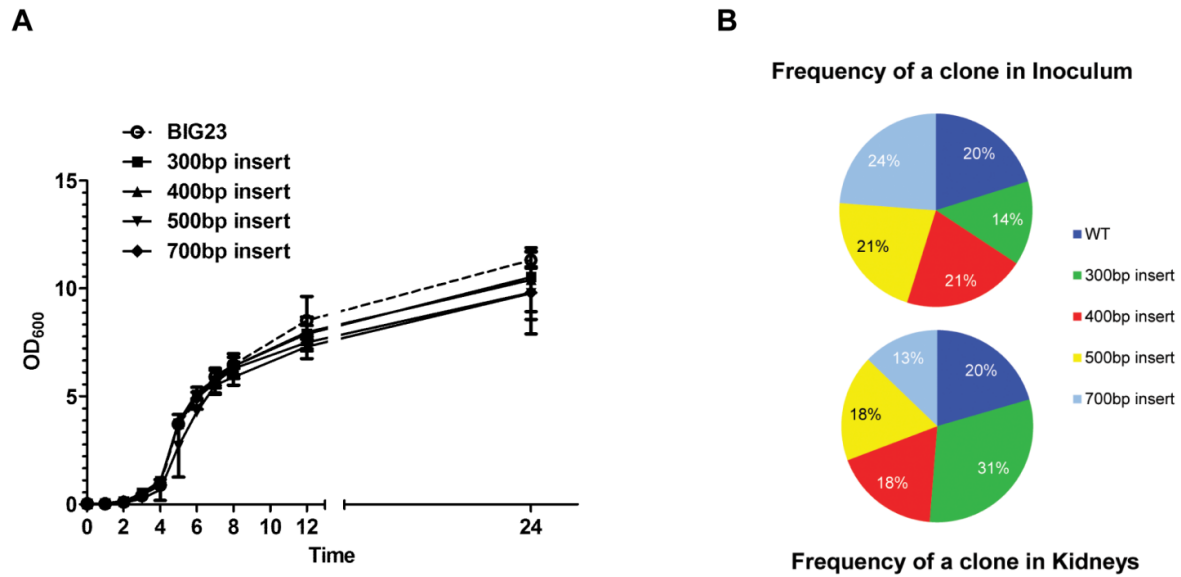 A
BIG23
300bp insert
400bp insert
500bp insert
700bp insert
15
10
5
0
OD600
0 2 4 6 8 10 12 24
Time
B
Frequency of a clone in Inoculum
24% 20%
14%
21%
21%
WT
300bp insert
400bp insert
500bp insert
700bp insert
13% 20%
18%
18% 31%
Frequency of a clone in Kidneys